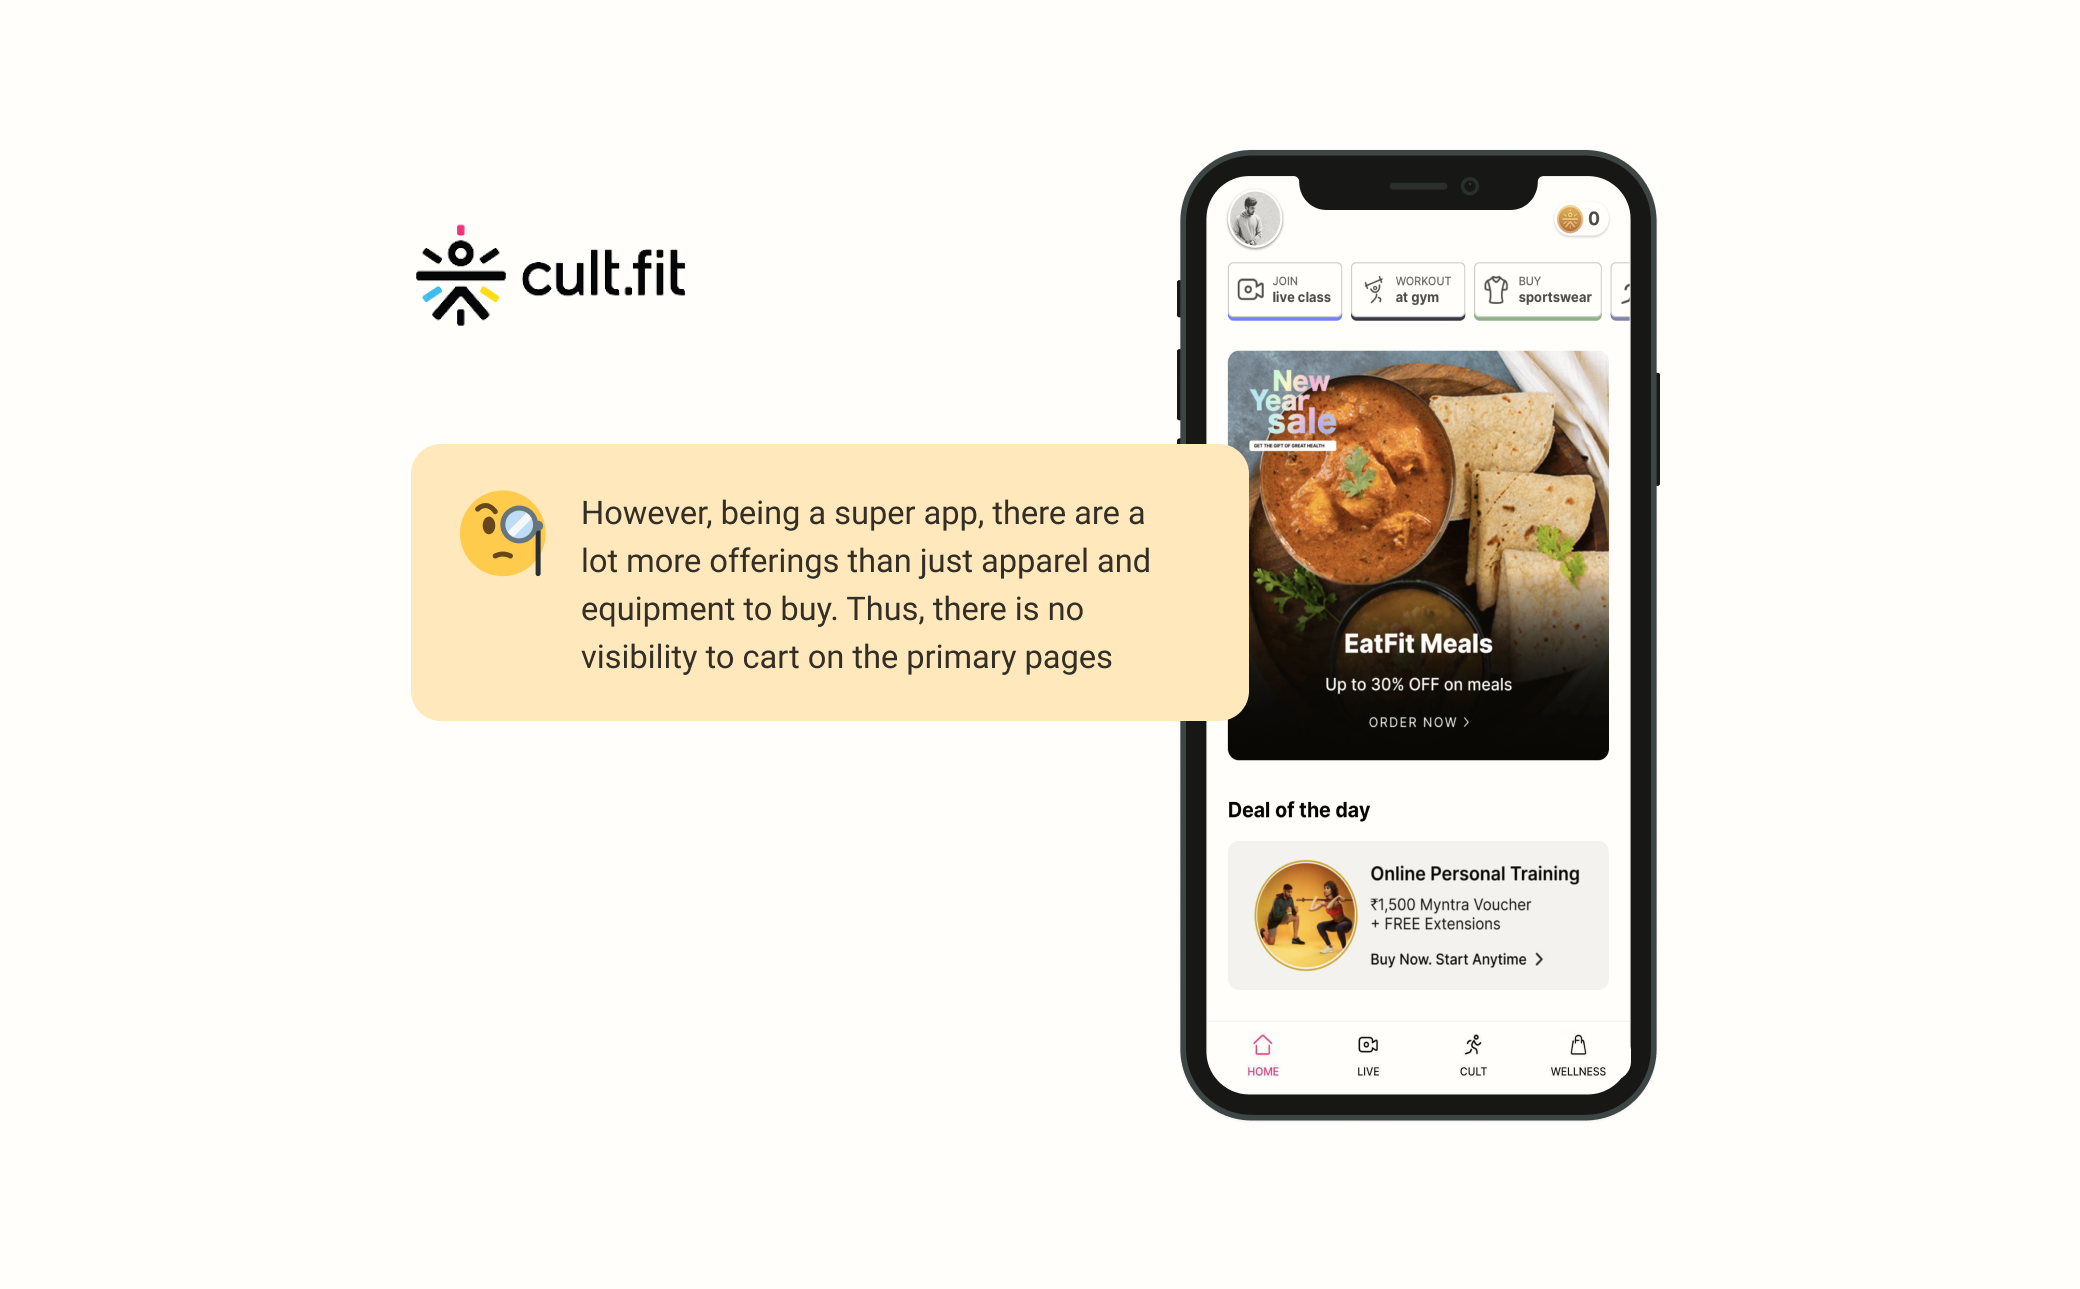 cult.fit
However, being a super app, there are a
lot more offerings than just apparel and
equipment to buy. Thus, there is no
visibility to cart on the primary pages
0
JOIN
live class
WORKOUT
at gym
BUY
sportswear
New
Year
sale
GET THE GIFT OF GREAT HEALTH
EatFit Meals
Up to 30% OFF on meals
ORDER NOW >
Deal of the day
Online Personal Training
₹1,500 Myntra Voucher
+ FREE Extensions
Buy Now. Start Anytime >
HOME
LIVE
CULT
WELLNESS